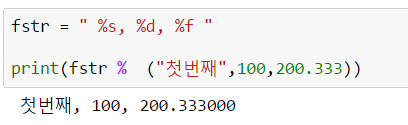 fstr = " %s, %d, %f "
print(fstr %  ("첫번째",100,200.333))
첫번째, 100, 200.333000